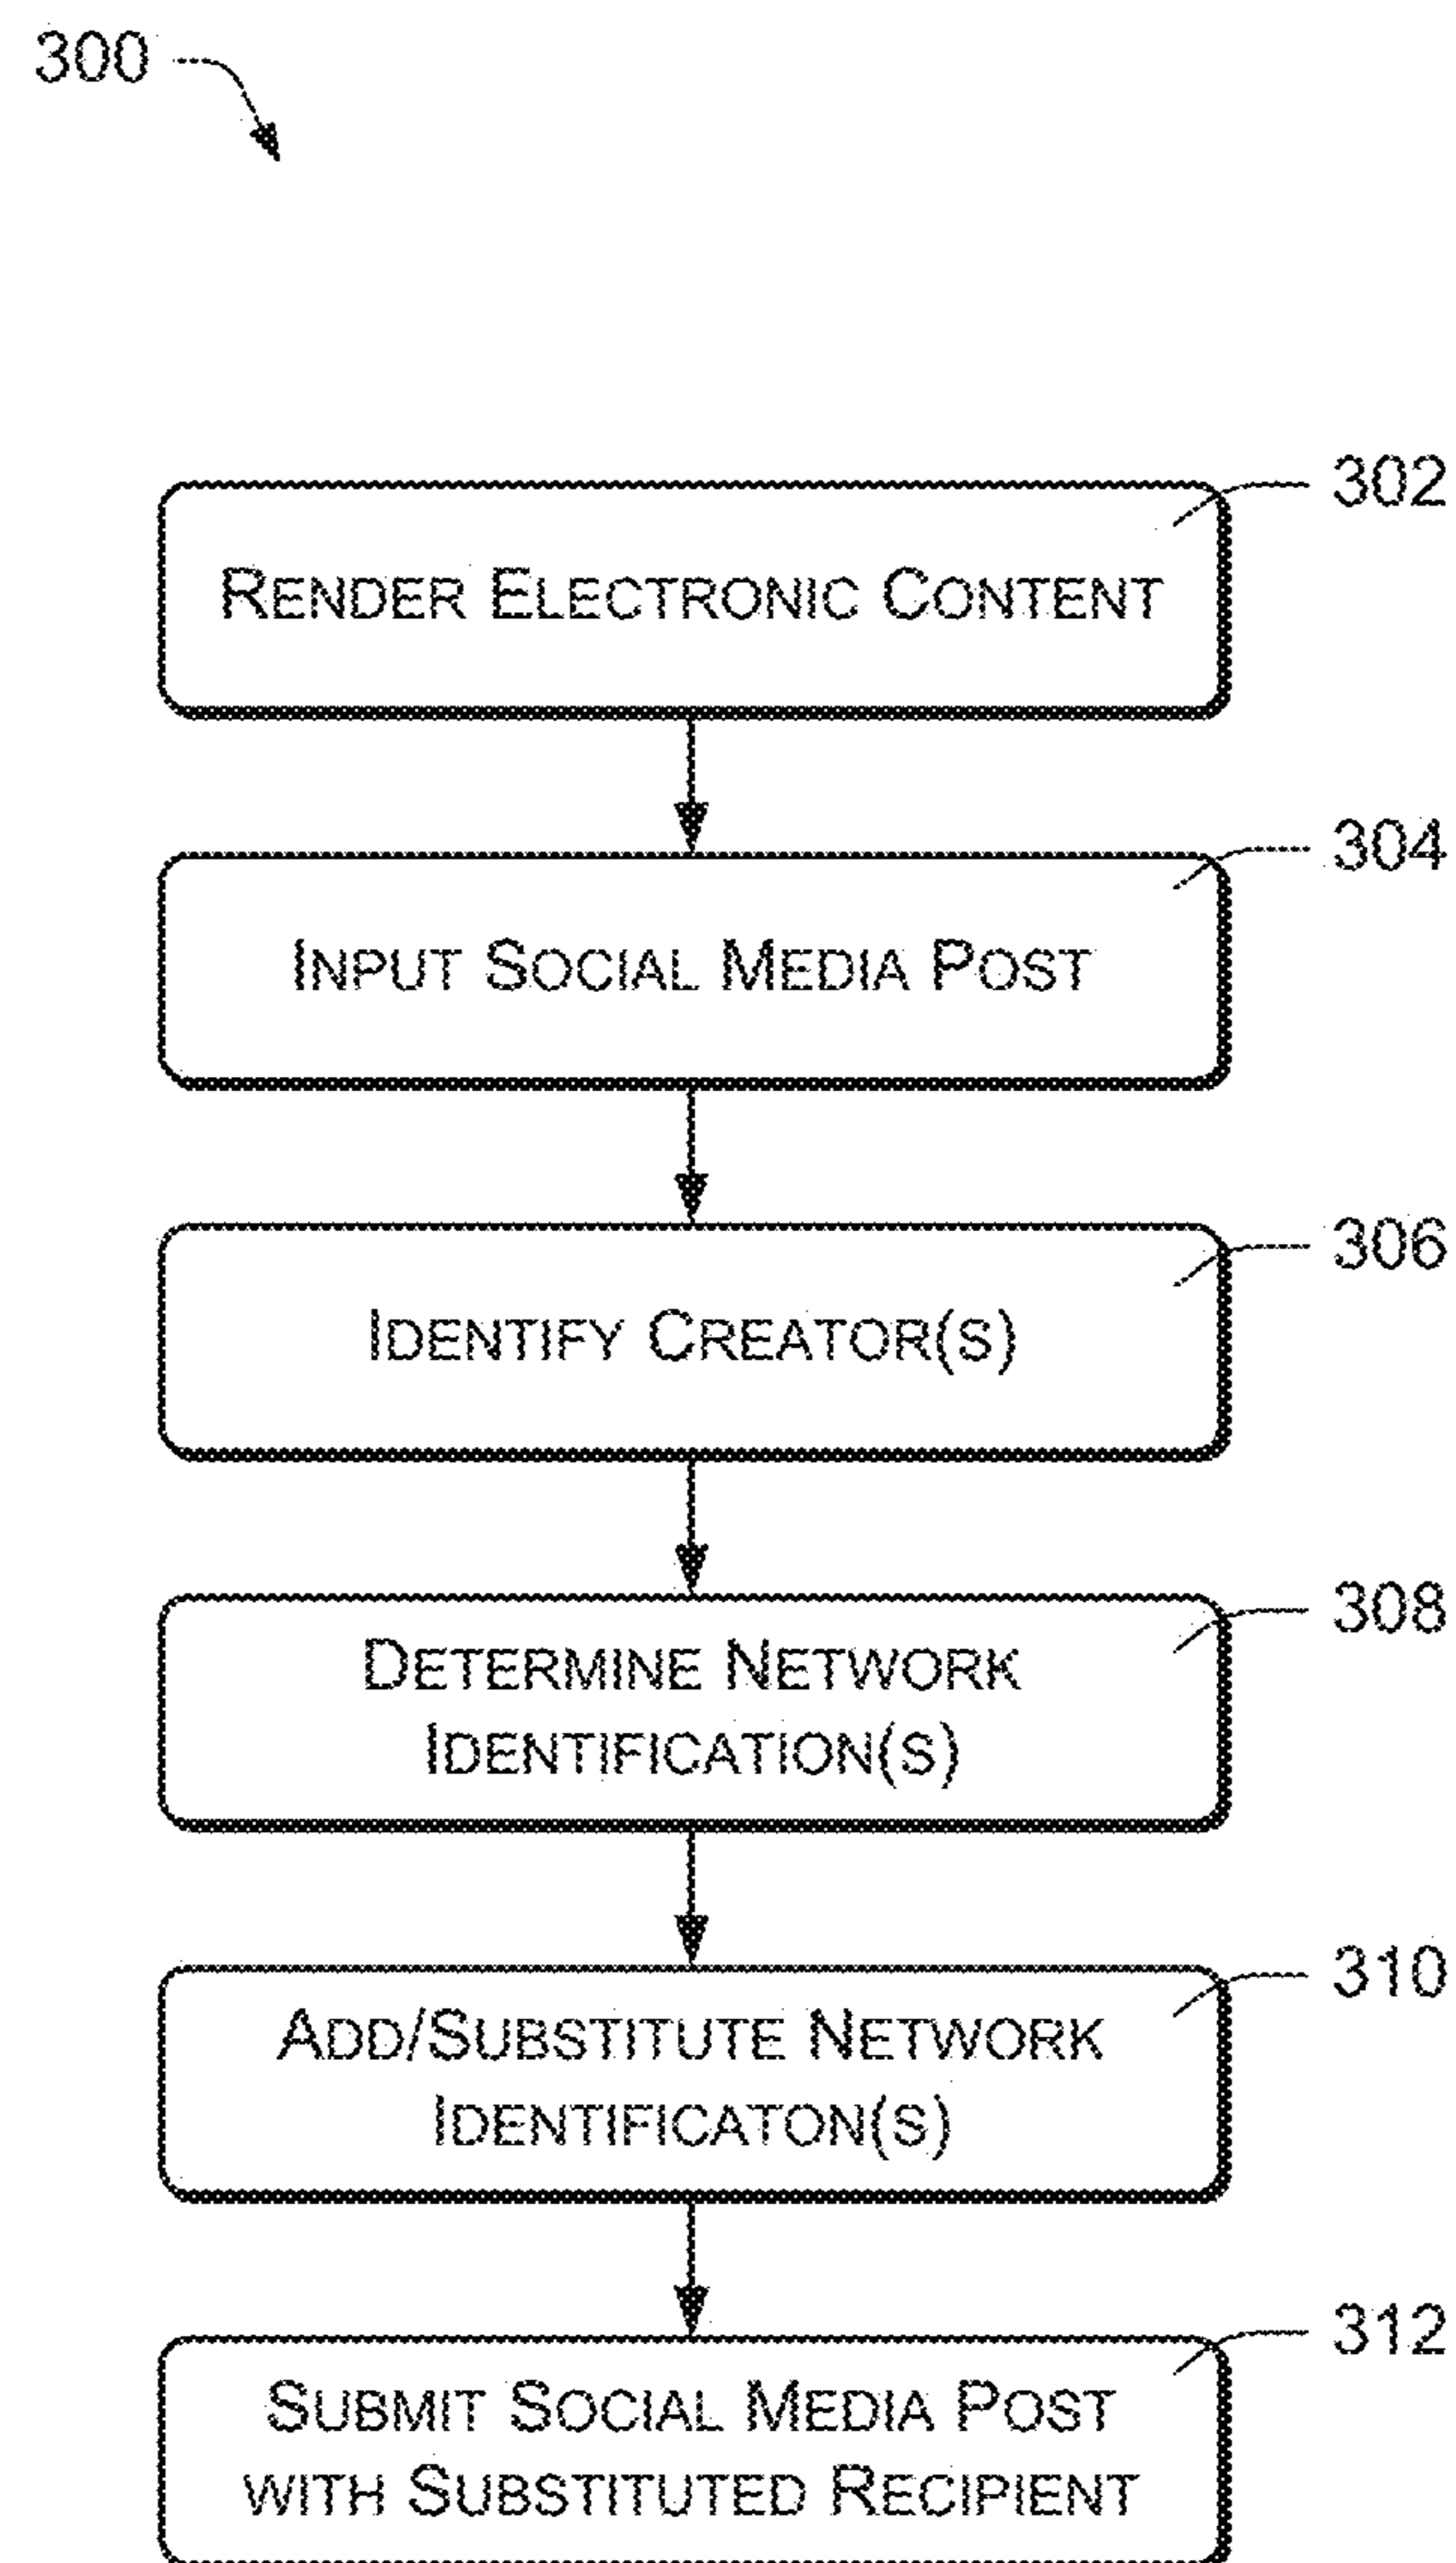 300
302
RENDER ELECTRONIC CONTENT
304
INPUT SOCIAL MEDIA POST
306
IDENTIFY CREATOR(S)
308
DETERMINE NETWORK
IDENTIFICATION(S)
310
ADD/SUBSTITUTE NETWORK
IDENTIFICATON(S)
312
SUBMIT SOCIAL MEDIA POST
WITH SUBSTITUTED RECIPIENT